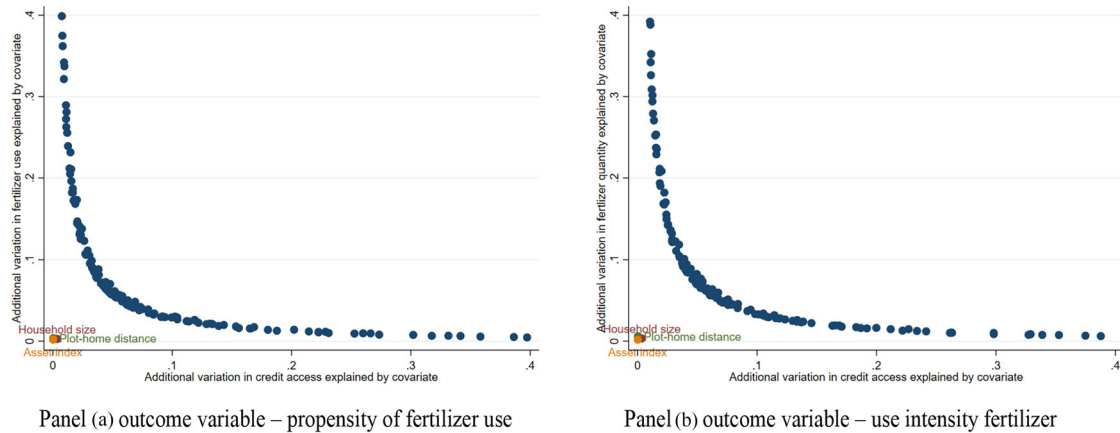 Additional variation in fertilizer use explained by covariate
.4
.3
.2
.1
0
Household size
Plot-home distance
Asset index
0 .1 .2 .3 .4
Additional variation in credit access explained by covariate
Panel (a) outcome variable – propensity of fertilizer use
Additional variation in fertlizer quantity explained by covariate
.4
.3
.2
.1
0
Household size
Plot-home distance
Asset index
0 .1 .2 .3 .4
Additional variation in credit access explained by covariate
Panel (b) outcome variable – use intensity fertilizer